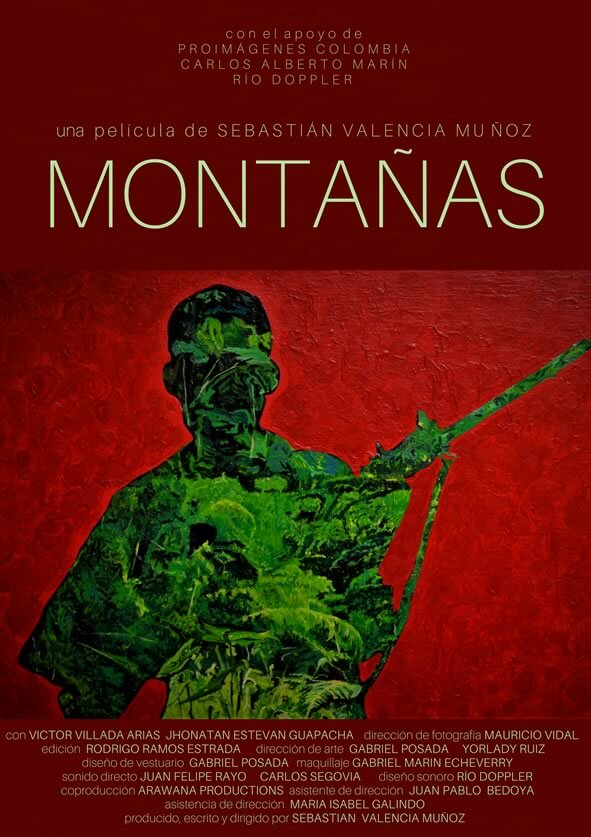 con el apoyo de
PROIMÁGENES COLOMBIA
CARLOS ALBERTO MARÍN
RÍO DOPPLER
una película de SEBASTIÁN VALENCIA MUÑOZ
MONTAÑAS
con VICTOR VILLADA ARIAS JHONATAN ESTEVAN GUAPACHA dirección de fotografía MAURICIO VIDAL
edición RODRIGO RAMOS ESTRADA dirección de arte GABRIEL POSADA YORLADY RUIZ
diseño de vestuario GABRIEL POSADA maquillaje GABRIEL MARIN ECHEVERRY
sonido directo JUAN FELIPE RAYO CARLOS SEGOVIA diseño sonoro RÍO DOPPLER
coproducción ARAWANA PRODUCTIONS asistente de dirección JUAN PABLO BEDOYA
asistencia de dirección MARIA ISABEL GALINDO
producido, escrito y dirigido por SEBASTIAN VALENCIA MUÑOZ